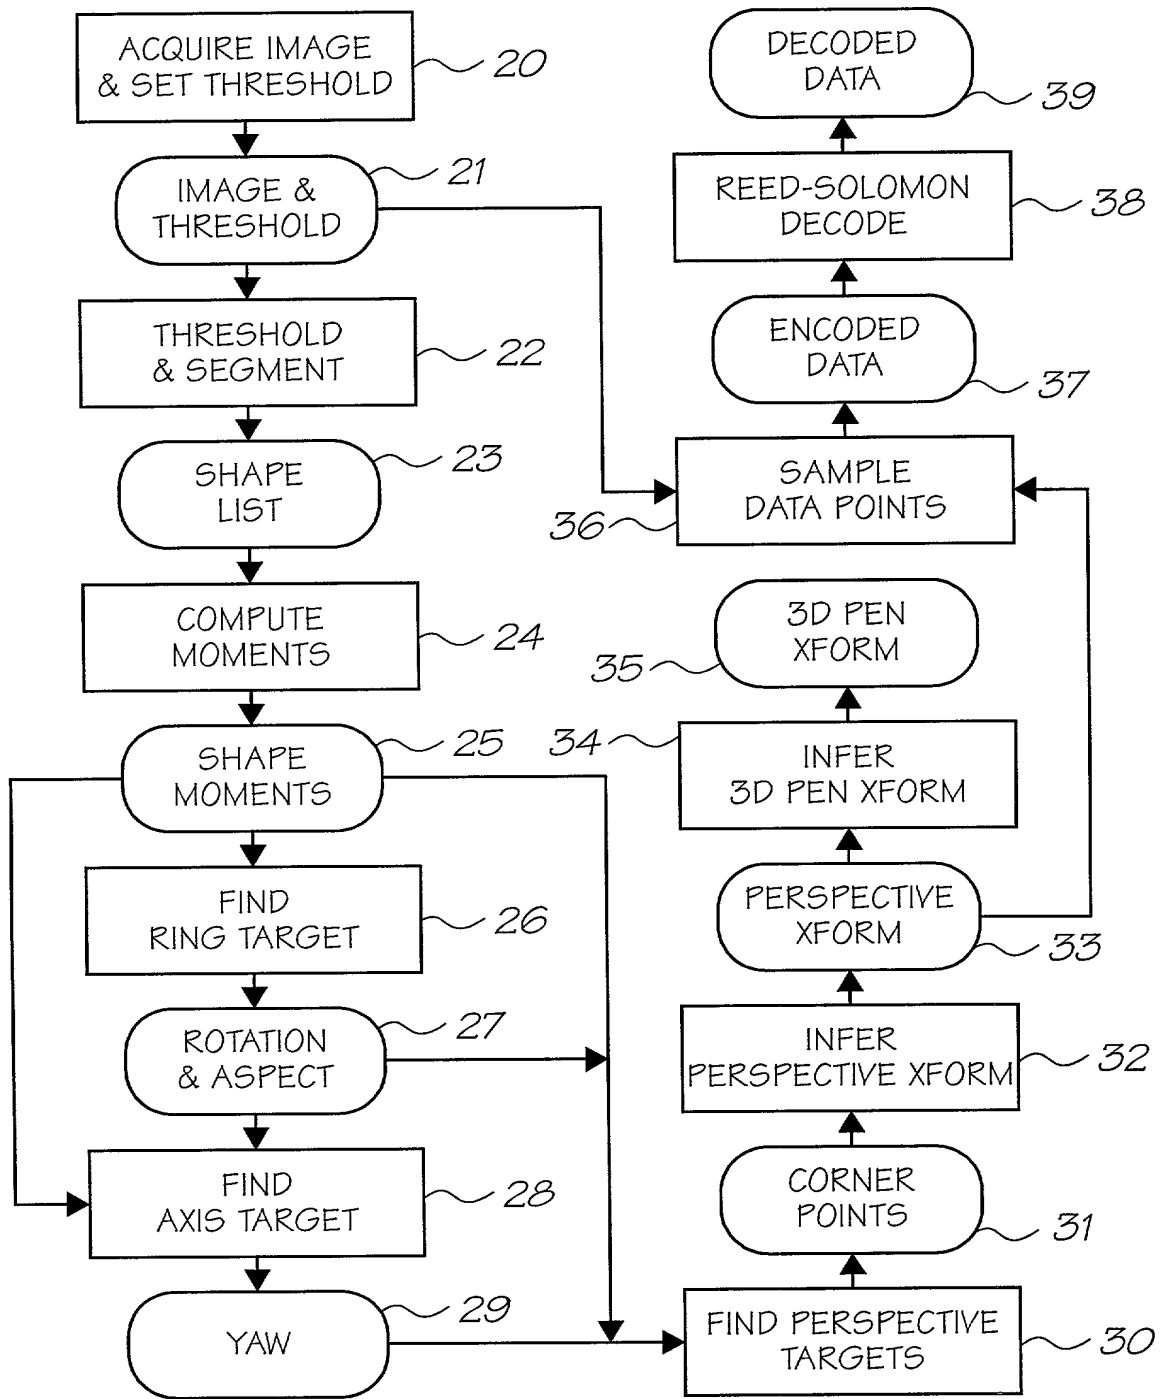 ACQUIRE IMAGE
& SET THRESHOLD
20
IMAGE &
THRESHOLD
21
THRESHOLD
& SEGMENT
22
SHAPE
LIST
23
COMPUTE
MOMENTS
24
SHAPE
MOMENTS
25
FIND
RING TARGET
26
ROTATION
& ASPECT
27
FIND
AXIS TARGET
28
YAW
29
DECODED
DATA
39
REED-SOLOMON
DECODE
38
ENCODED
DATA
37
SAMPLE
DATA POINTS
36
3D PEN
XFORM
35
34
INFER
3D PEN XFORM
PERSPECTIVE
XFORM
33
INFER
PERSPECTIVE XFORM
32
CORNER
POINTS
31
FIND PERSPECTIVE
TARGETS
30